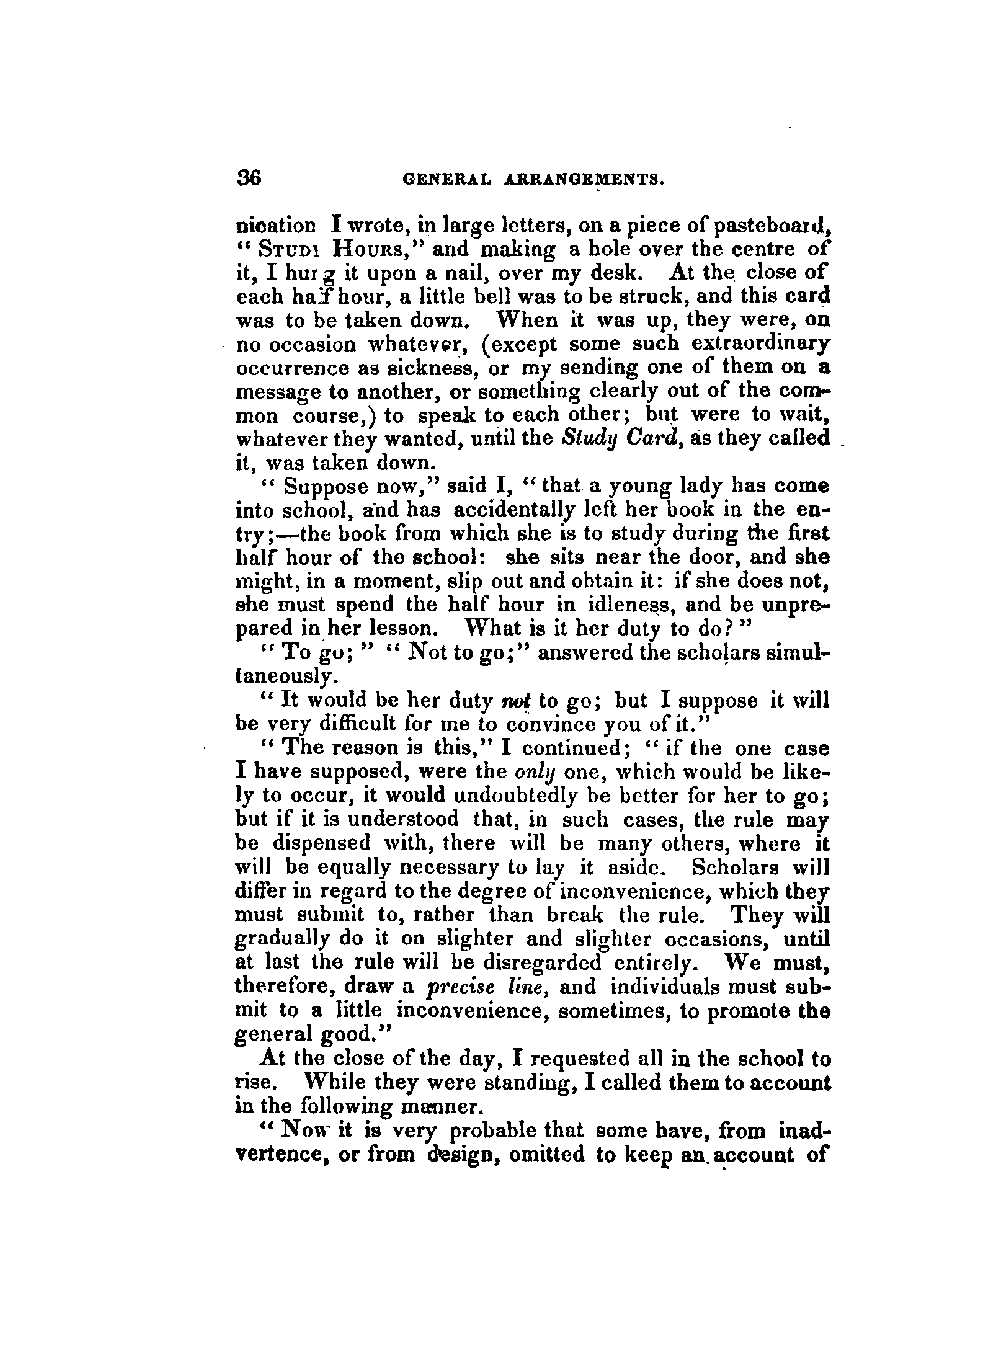 36 GENERAL ARRANGEMENTS.
nication I wrote, in large letters, on a piece of pasteboard,
“ STUDY HOURS,” and making a hole over the centre of
it, I hung it upon a nail, over my desk. At the close of
each half hour, a little bell was to be struck, and this card
was to be taken down. When it was up, they were, on
no occasion whatever, (except some such extraordinary
occurrence as sickness, or my sending one of them on a
message to another, or something clearly out of the com-
mon course,) to speak to each other; but were to wait,
whatever they wanted, until the Study Card, as they called
it, was taken down.
“ Suppose now,” said I, “ that a young lady has come
into school, and has accidentally left her book in the en-
try;—the book from which she is to study during the first
half hour of the school: she sits near the door, and she
might, in a moment, slip out and obtain it: if she does not,
she must spend the half hour in idleness, and be unpre-
pared in her lesson. What is it her duty to do? ”
“ To go; ” “ Not to go;” answered the scholars simul-
taneously.
“ It would be her duty not to go; but I suppose it will
be very difficult for me to convince you of it.”
“ The reason is this,” I continued; “ if the one case
I have supposed, were the only one, which would be like-
ly to occur, it would undoubtedly be better for her to go;
but if it is understood that, in such cases, the rule may
be dispensed with, there will be many others, where it
will be equally necessary to lay it aside. Scholars will
differ in regard to the degree of inconvenience, which they
must submit to, rather than break the rule. They will
gradually do it on slighter and slighter occasions, until
at last the rule will be disregarded entirely. We must,
therefore, draw a precise line, and individuals must sub-
mit to a little inconvenience, sometimes, to promote the
general good.”
At the close of the day, I requested all in the school to
rise. While they were standing, I called them to account
in the following manner.
“ Now it is very probable that some have, from inad-
vertence, or from design, omitted to keep an account of